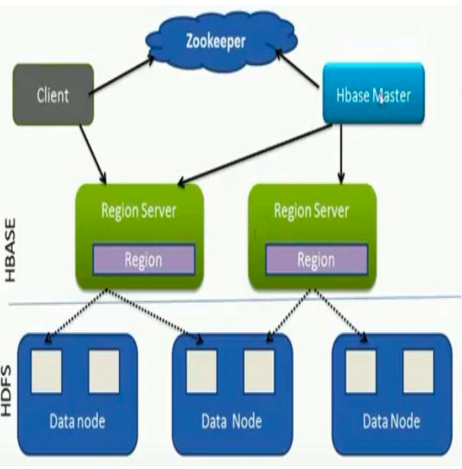 Zookeeper
Client
Hbase Master
Region Server
Region Server
Region
Region
HBASE
HDFS
Data node
Data Node
Data Node